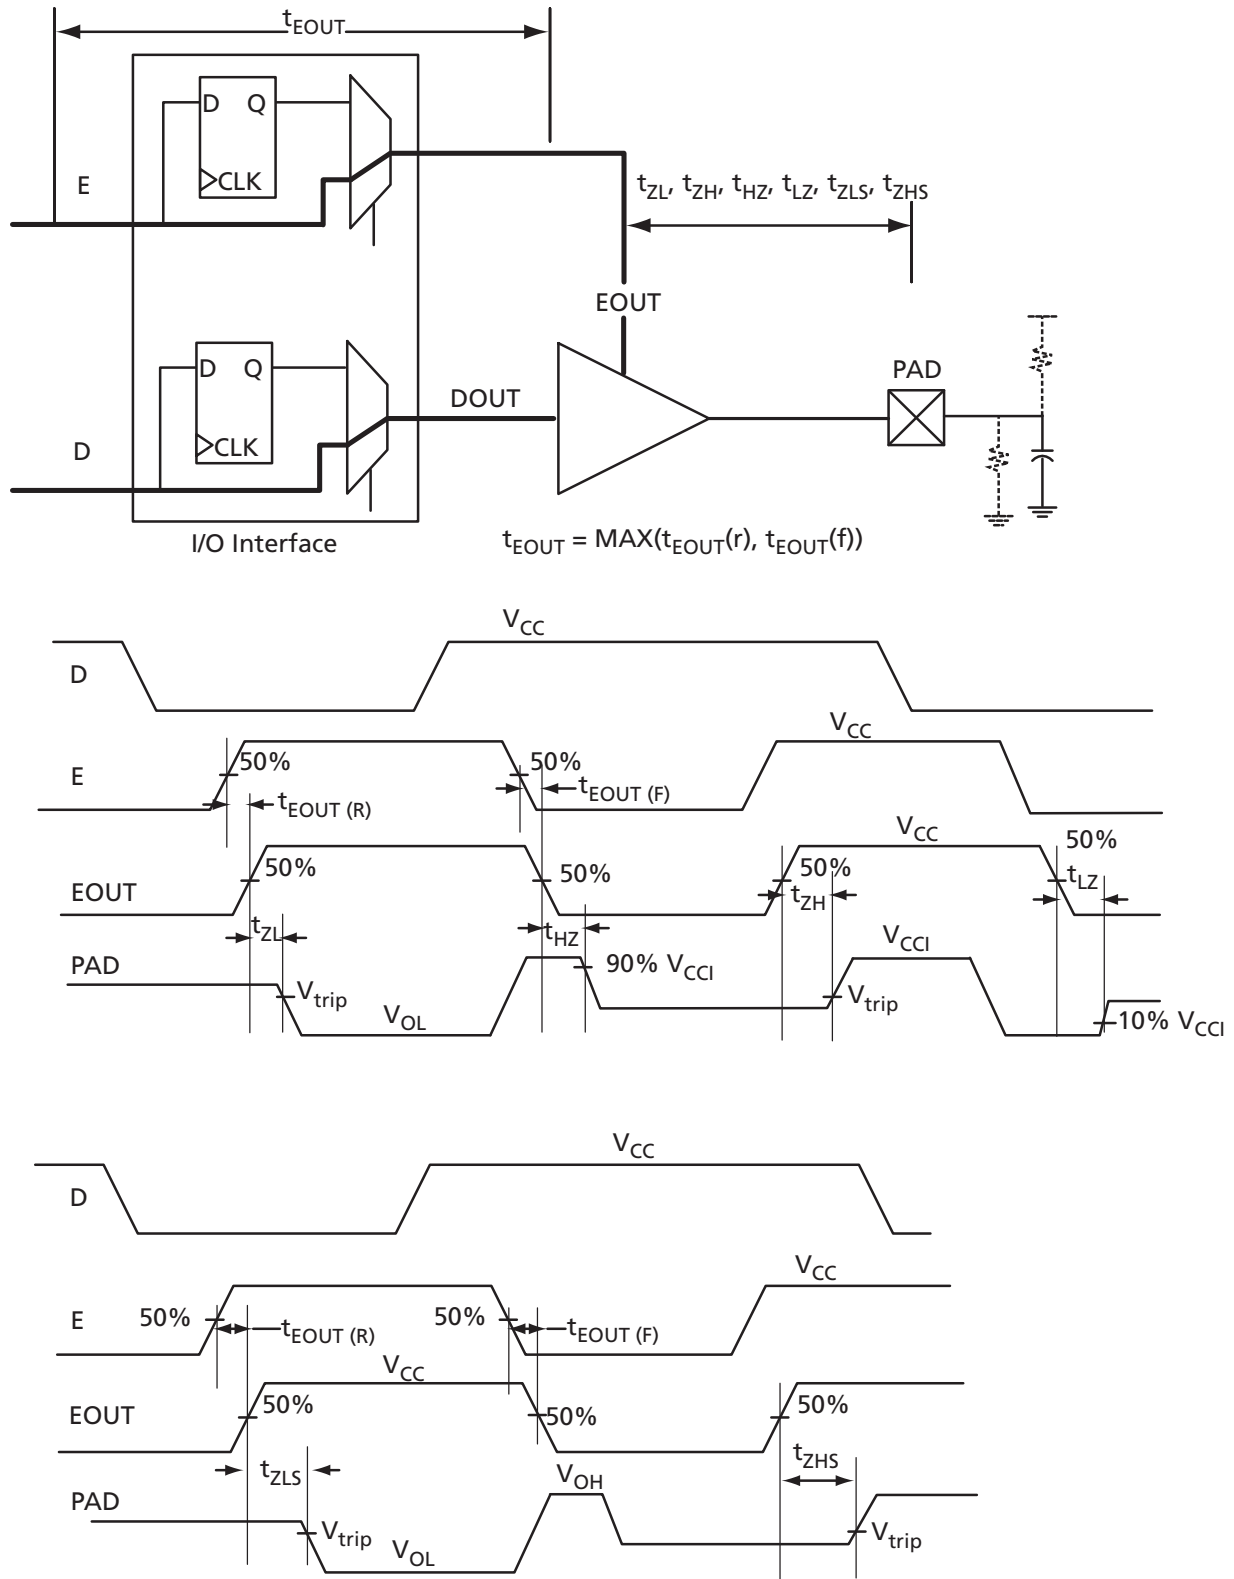 tEOUT
D Q
CLK
E
tZL, tZH, tHZ, tLZ, tZLS, tZHS
EOUT
D Q
CLK
DOUT
PAD
D
I/O Interface
tEOUT = MAX(tEOUT(r), tEOUT(f))
VCC
D
VCC
E
50%
50%
tEOUT (R)
tEOUT (F)
VCC
50%
EOUT
50%
50%
50%
tLZ
tZH
tZL
tHZ
VCCI
PAD
90% VCCI
Vtrip
Vtrip
VOL
10% VCCI
VCC
D
VCC
E
50%
50%
tEOUT (R)
tEOUT (F)
VCC
EOUT
50%
50%
50%
tZLS
tZHS
VOH
PAD
Vtrip
Vtrip
VOL